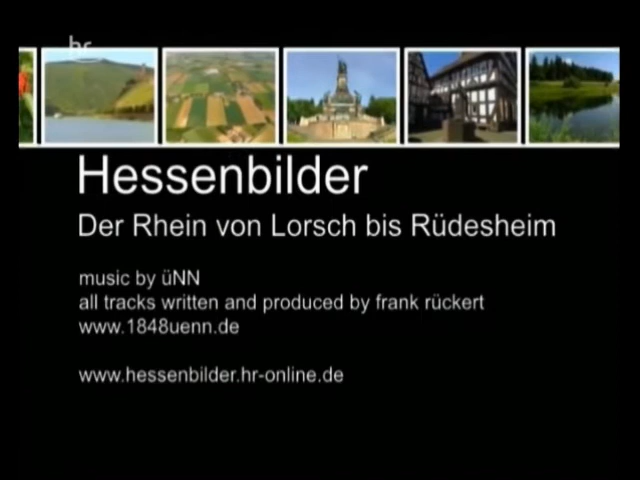 hr
Hessenbilder
Der Rhein von Lorsch bis Rüdesheim
music by üNN
all tracks written and produced by frank rückert
www.1848uenn.de
www.hessenbilder.hr-online.de